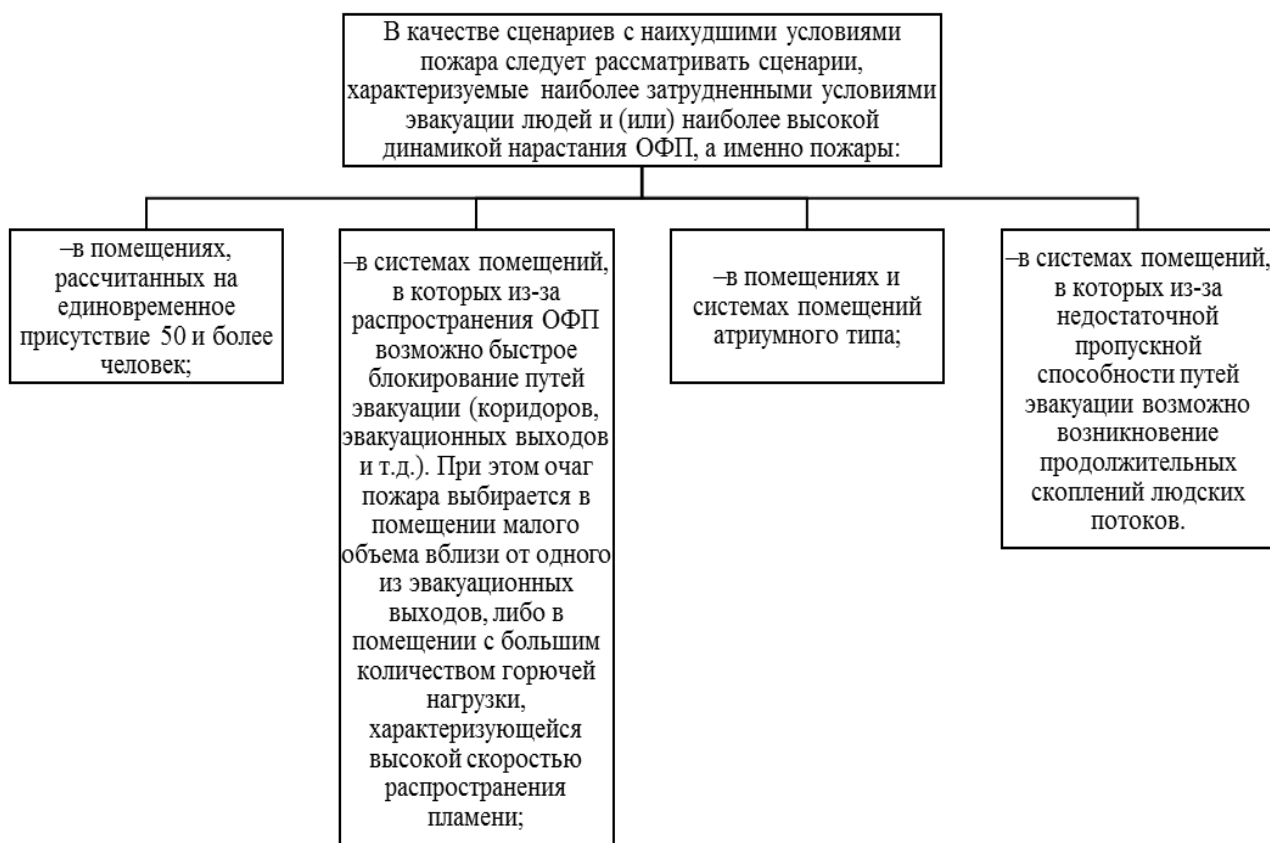 В качестве сценариев с наихудшими условиями
пожара следует рассматривать сценарии,
характеризуемые наиболее затрудненными условиями
эвакуации людей и (или) наиболее высокой
динамикой нарастания ОФП, а именно пожары:
–в помещениях,
рассчитанных на
единовременное
присутствие 50 и более
человек;
–в системах помещений,
в которых из-за
распространения ОФП
возможно быстрое
блокирование путей
эвакуации (коридоров,
эвакуационных выходов
и т.д.). При этом очаг
пожара выбирается в
помещении малого
объема вблизи от одного
из эвакуационных
выходов, либо в
помещении с большим
количеством горючей
нагрузки,
характеризующейся
высокой скоростью
распространения
пламени;
–в помещениях и
системах помещений
атриумного типа;
–в системах помещений,
в которых из-за
недостаточной
пропускной
способности путей
эвакуации возможно
возникновение
продолжительных
скоплений людских
потоков.